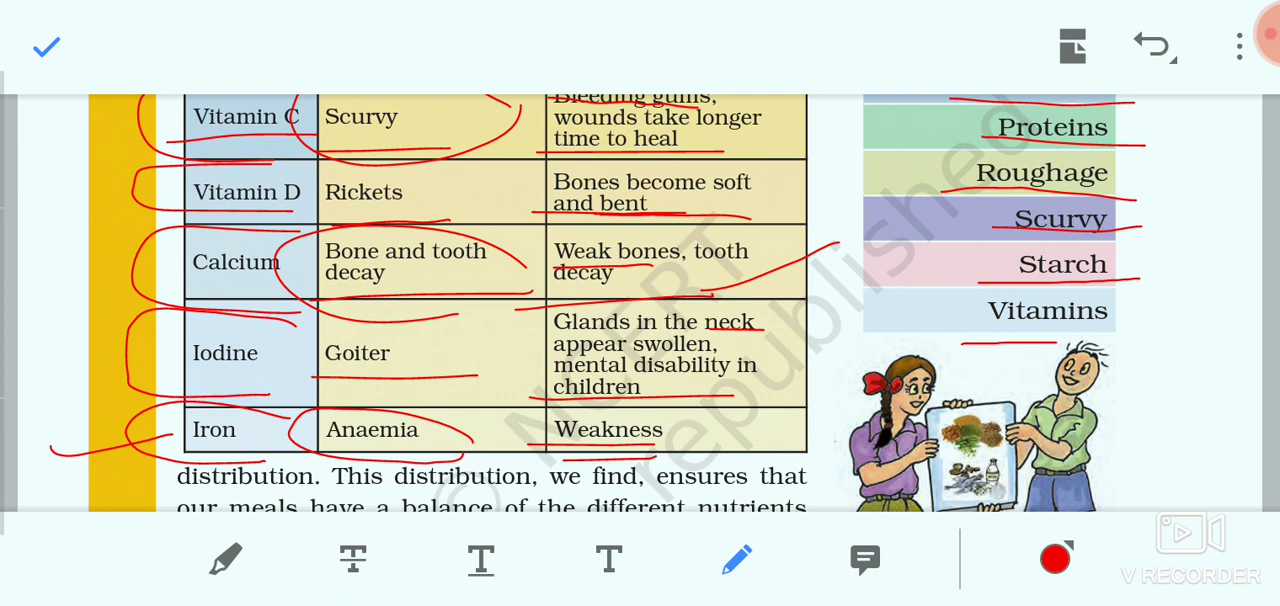 Bleeding gums,
Vitamin C Scurvy wounds take longer
time to heal
Vitamin D Rickets Bones become soft
and bent
Calcium Bone and tooth Weak bones, tooth
decay decay
Iodine Goiter Glands in the neck
appear swollen,
mental disability in
children
Iron Anaemia Weakness
distribution. This distribution, we find, ensures that
our meals have a balance of the different nutrients
Proteins
Roughage
Scurvy
Starch
Vitamins
© NCERT
republished
V RECORDER